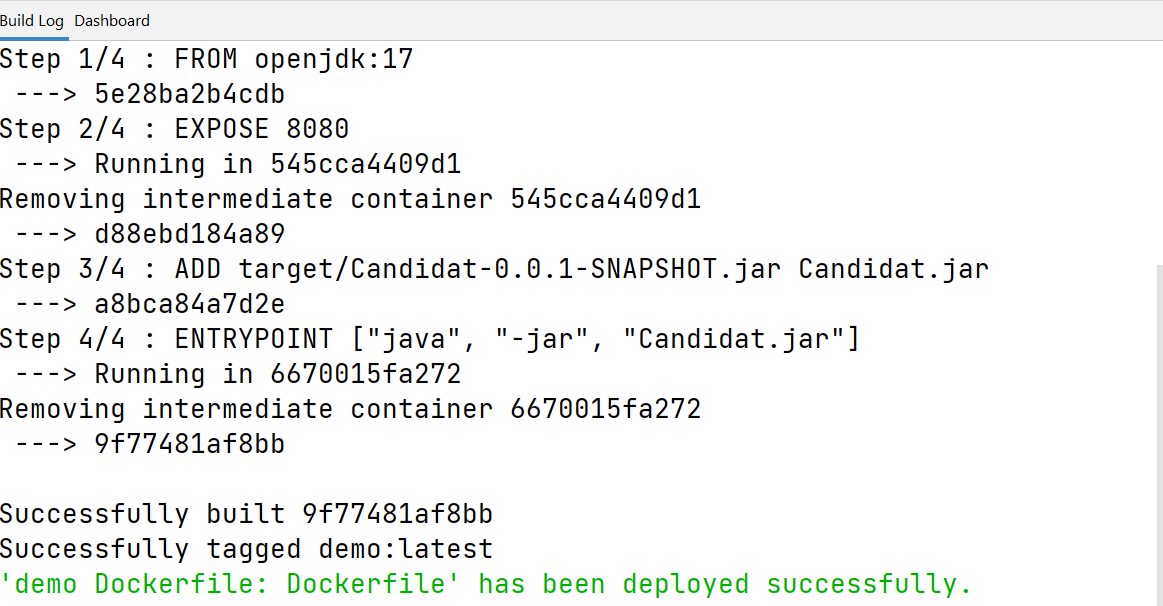 Build Log Dashboard
Step 1/4 : FROM openjdk:17
---> 5e28ba2b4cdb
Step 2/4 : EXPOSE 8080
---> Running in 545cca4409d1
Removing intermediate container 545cca4409d1
---> d88ebd184a89
Step 3/4 : ADD target/Candidat-0.0.1-SNAPSHOT.jar Candidat.jar
---> a8bca84a7d2e
Step 4/4 : ENTRYPOINT ["java", "-jar", "Candidat.jar"]
---> Running in 6670015fa272
Removing intermediate container 6670015fa272
---> 9f77481af8bb
Successfully built 9f77481af8bb
Successfully tagged demo:latest
'demo Dockerfile: Dockerfile' has been deployed successfully.